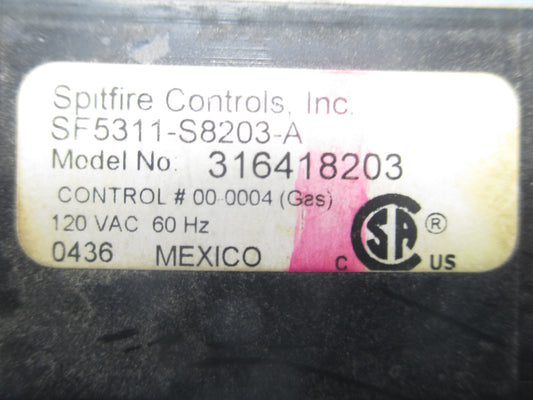 Spitfire Controls, Inc.
SF5311-S8203-A
Model No: 316418203
CONTROL # 00-0004 (Gas)
120 VAC 60 Hz
0436 MEXICO
C SA ® US